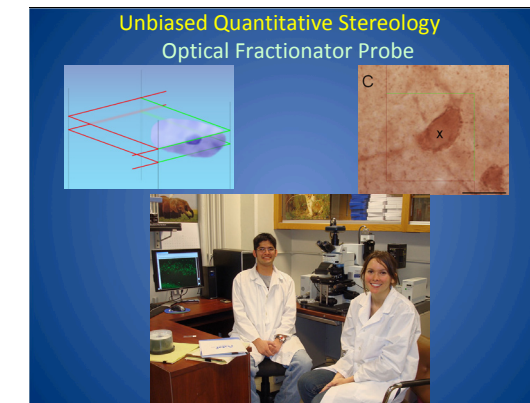 Unbiased Quantitative Stereology
Optical Fractionator Probe
C
x